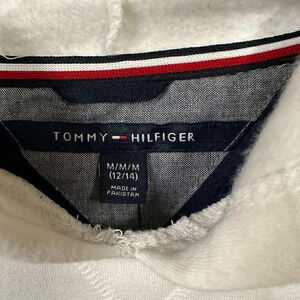 TOMMY HILFIGER
M/M/M
(12/14)
MADE IN
PAKISTAN